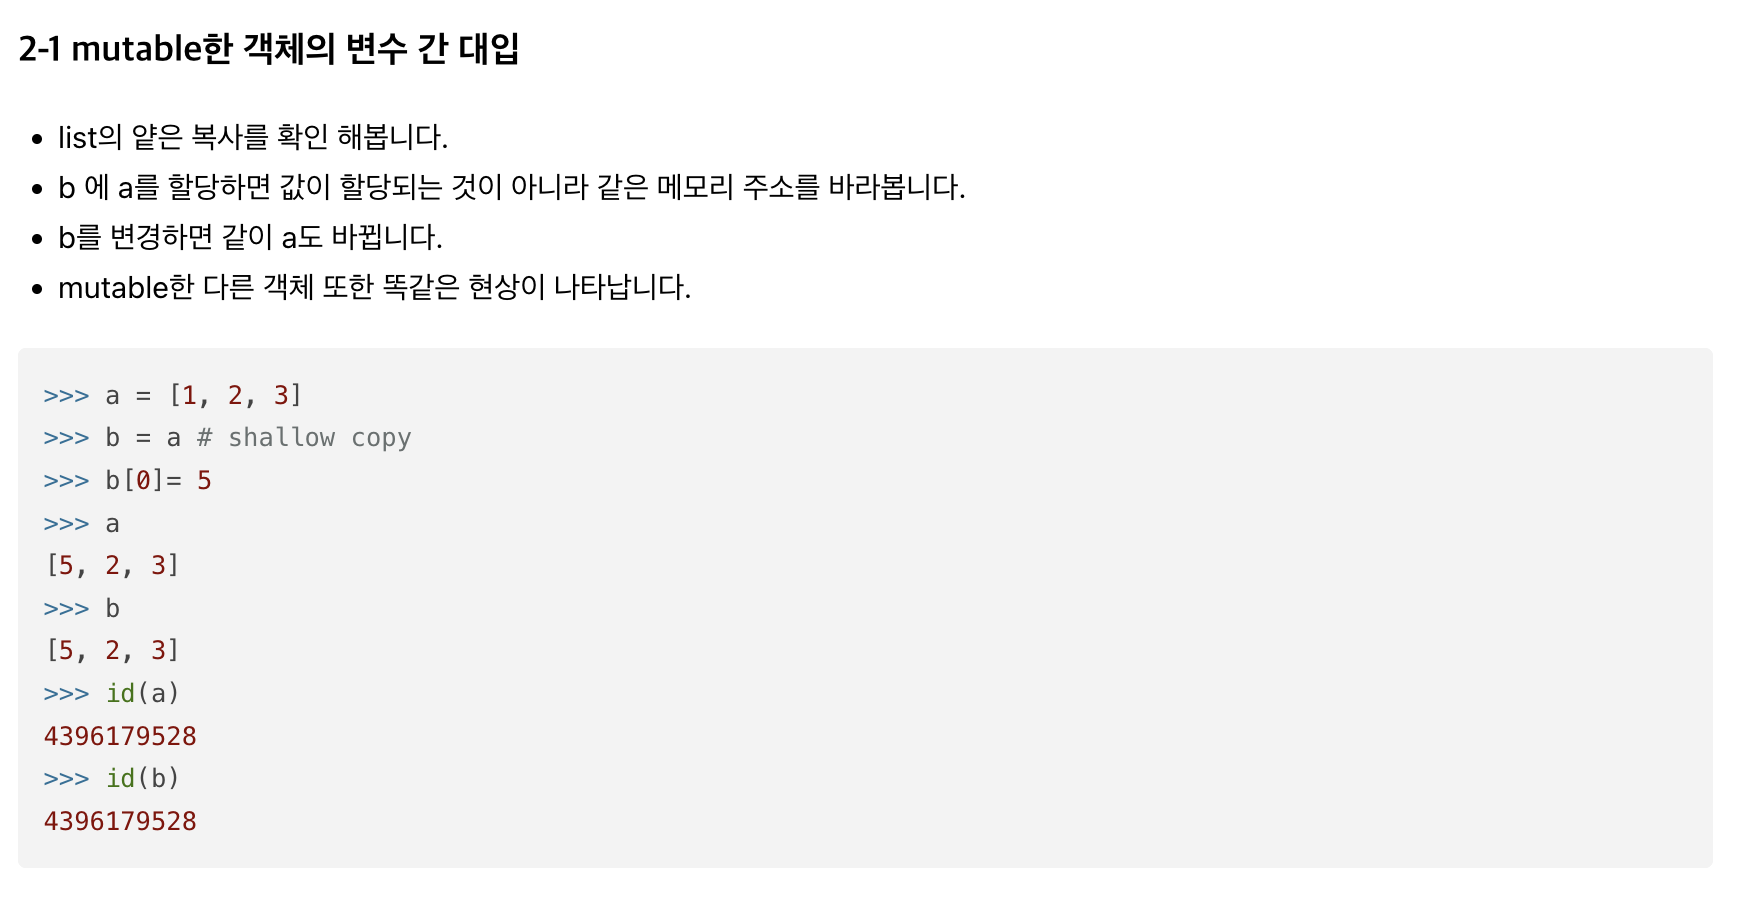 2-1 mutable한 객체의 변수 간 대입
• list의 얕은 복사를 확인 해봅니다.
• b 에 a를 할당하면 값이 할당되는 것이 아니라 같은 메모리 주소를 바라봅니다.
• b를 변경하면 같이 a도 바뀝니다.
• mutable한 다른 객체 또한 똑같은 현상이 나타납니다.
>>> a = [1, 2, 3]
>>> b = a # shallow copy
>>> b[0]= 5
>>> a
[5, 2, 3]
>>> b
[5, 2, 3]
>>> id(a)
4396179528
>>> id(b)
4396179528